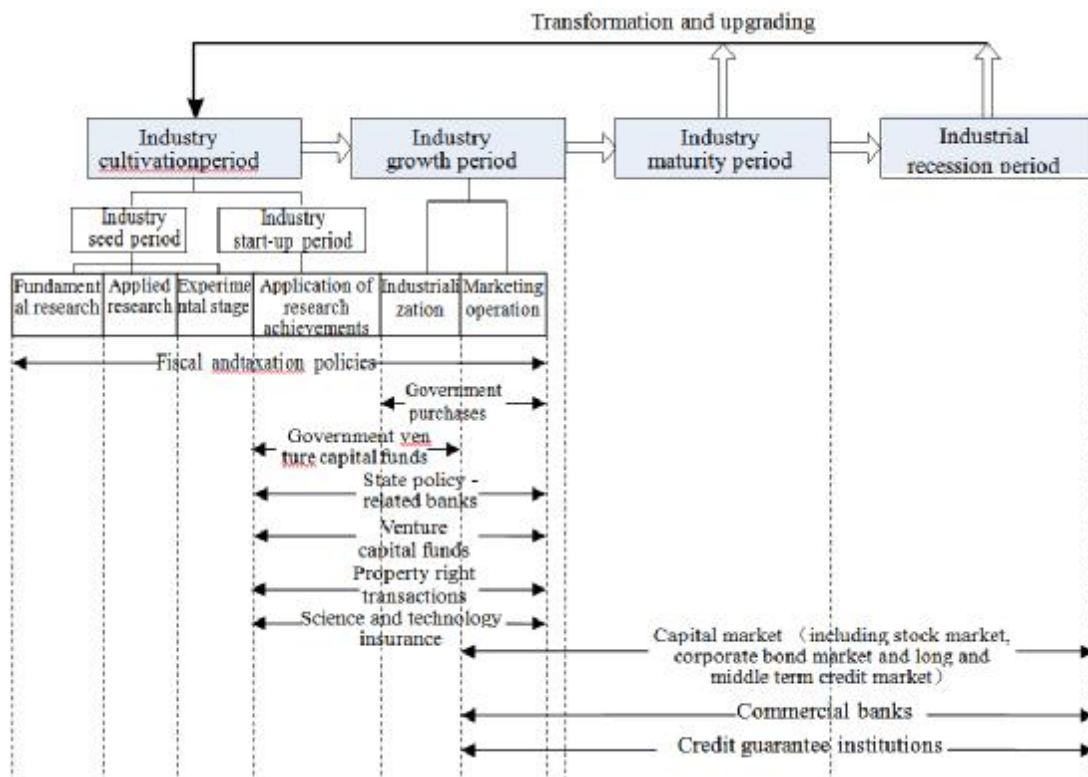 Transformation and upgrading
Industry
cultivationperiod
Industry
growth period
Industry
maturity period
Industrial
recession period
Industry
seed period
Industry
start-up period
Fundament
al research
Applied
research
Experime
ntal stage
Application of
research
achievements
Industriali
zation
Marketing
operation
Fiscal andtaxation policies
Government
purchases
Government ven
ture capital funds
State policy -
related banks
Venture
capital funds
Property right
transactions
Science and technology
insurance
Capital market （including stock market,
corporate bond market and long and
middle term credit market）
Commercial banks
Credit guarantee institutions